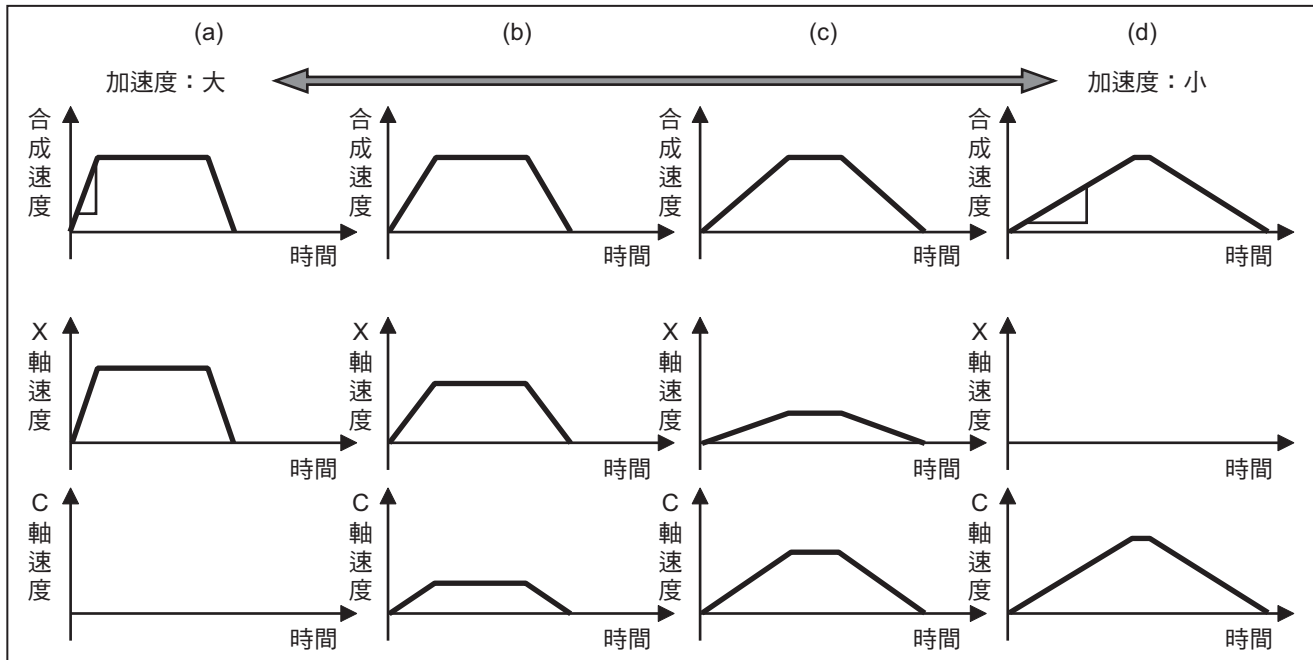 (a) (b) (c) (d)
加速度：大 加速度：小
合成速度 合成速度 合成速度 合成速度
時間 時間 時間 時間
X軸速度 X軸速度 X軸速度 X軸速度
時間 時間 時間 時間
C軸速度 C軸速度 C軸速度 C軸速度
時間 時間 時間 時間